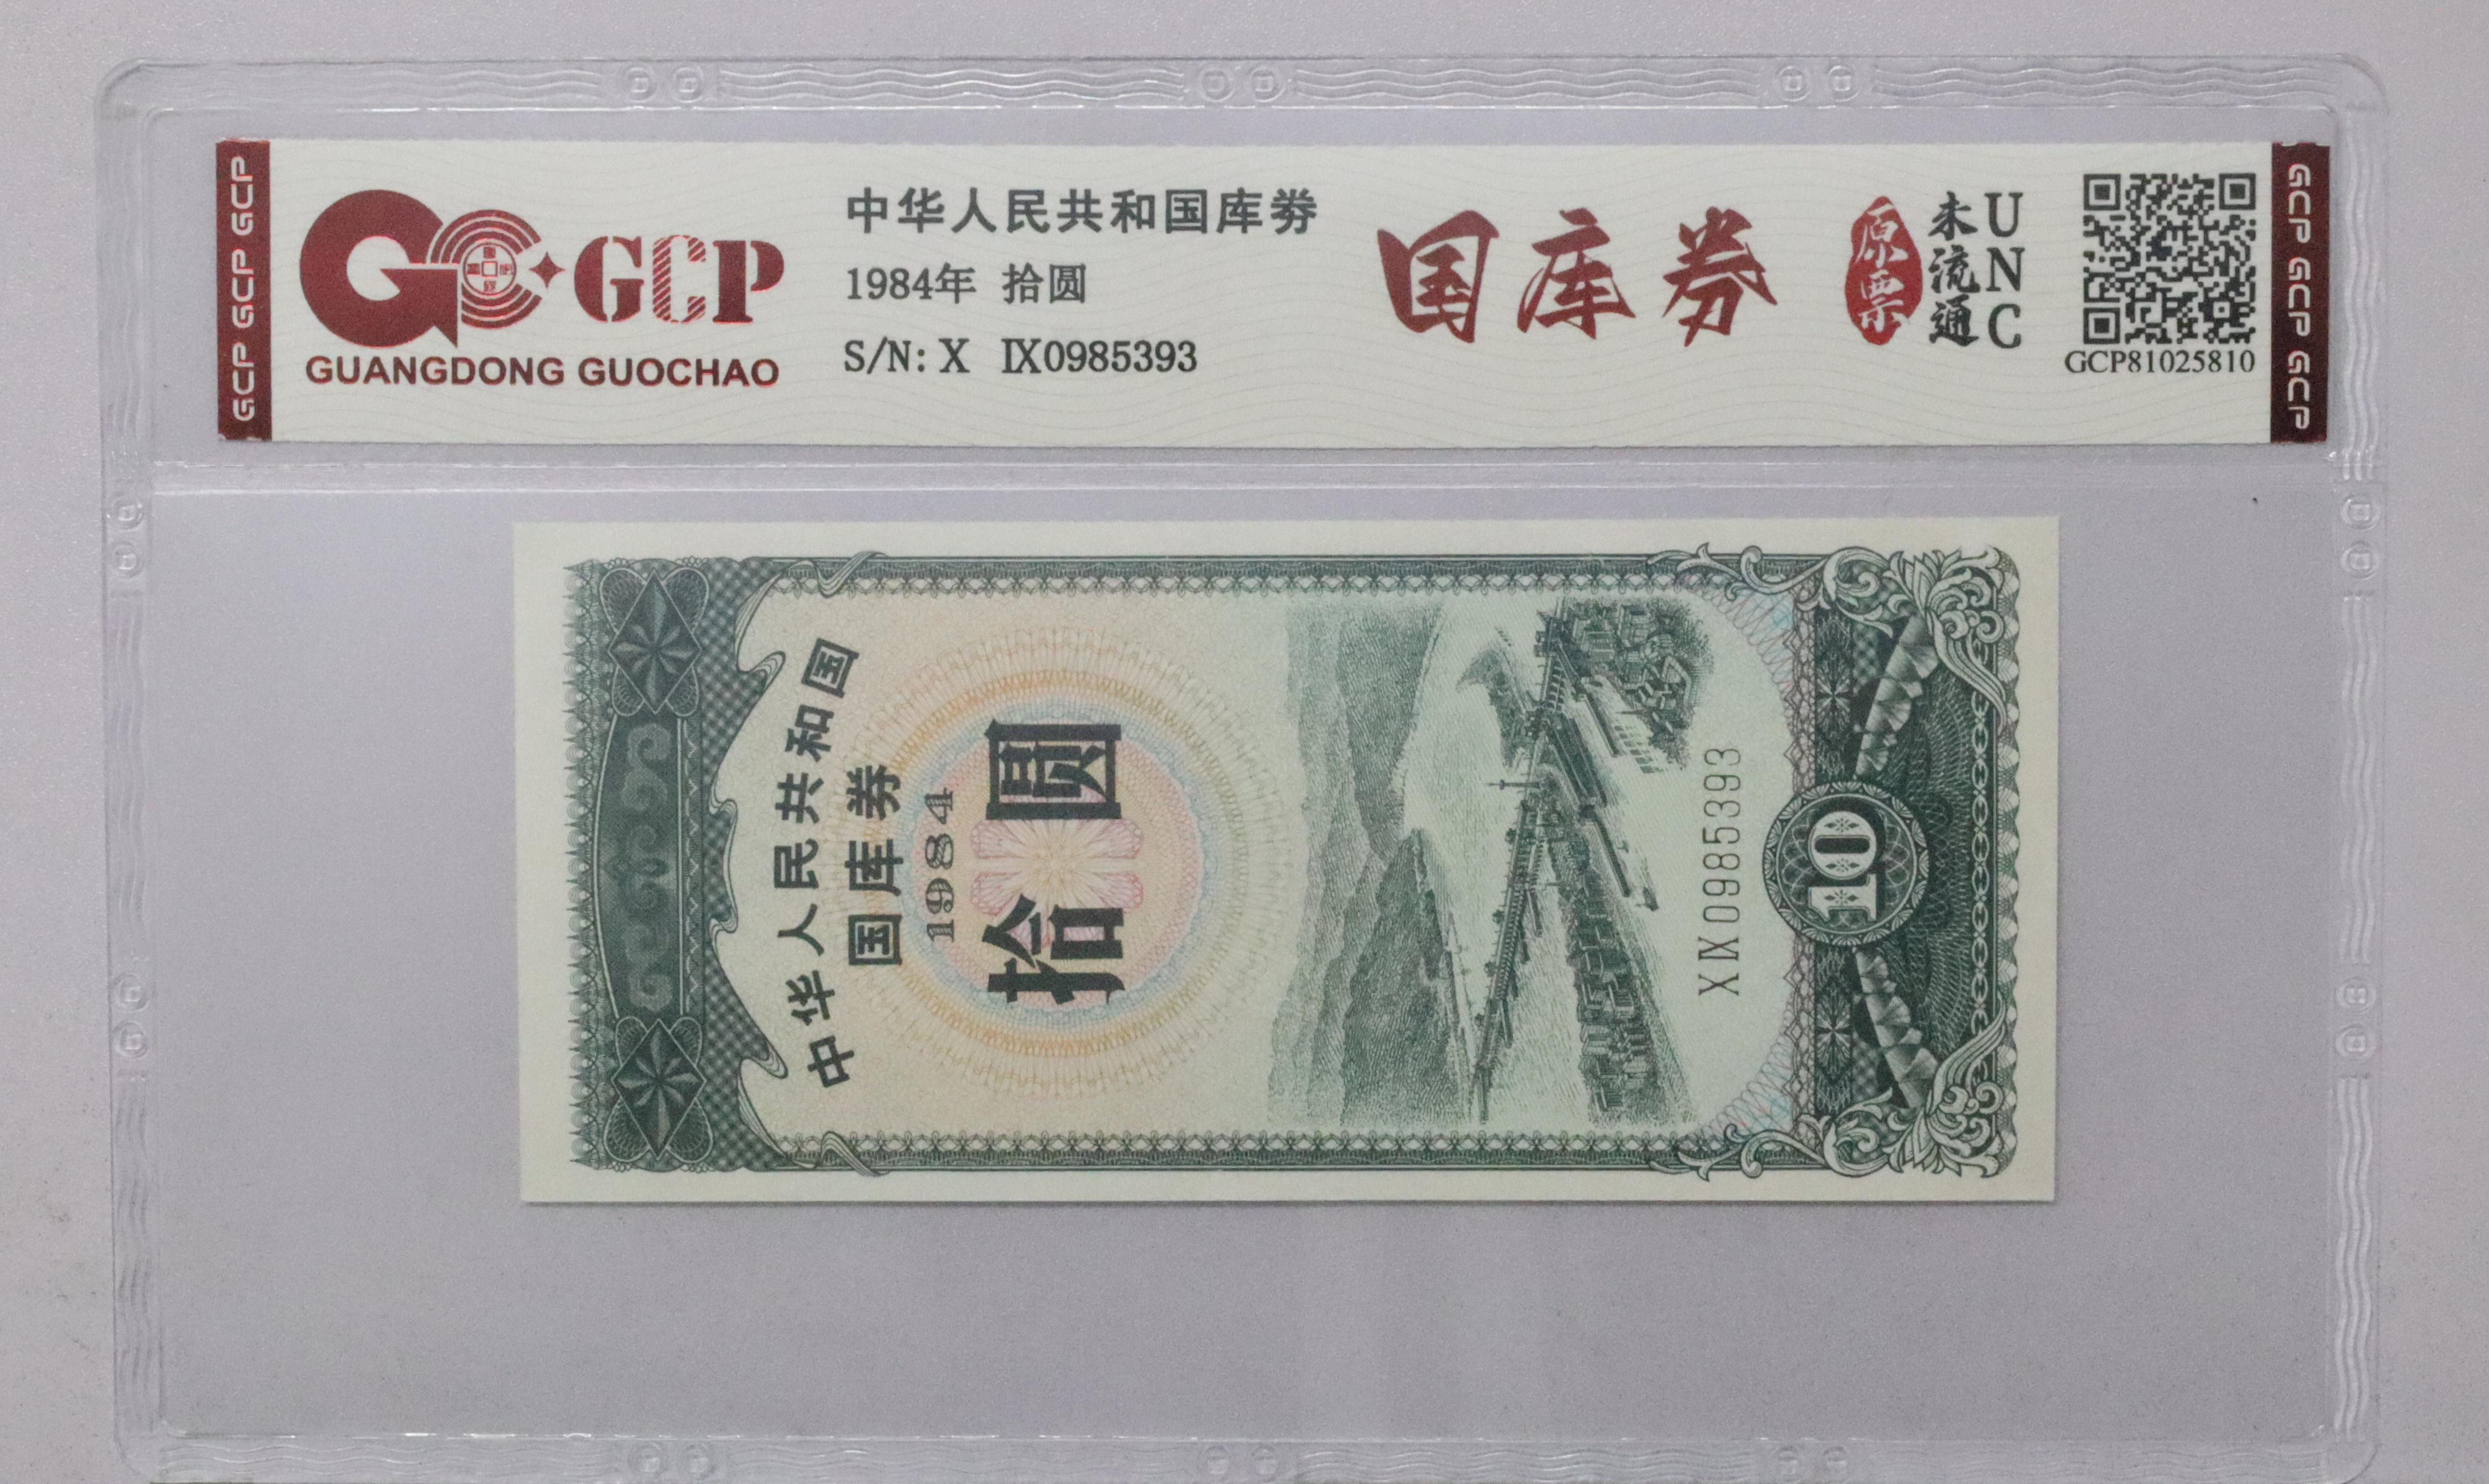 GCP GCP GCP
GCP
GUANGDONG GUOCHAO
中华人民共和国库券
1984年 拾圆
S/N: X IX0985393
国库券
原票
未流通
UNC
GCP81025810
GCP GCP GCP
中华人民共和国
国库券
1984
拾圆
XIX0985393
10